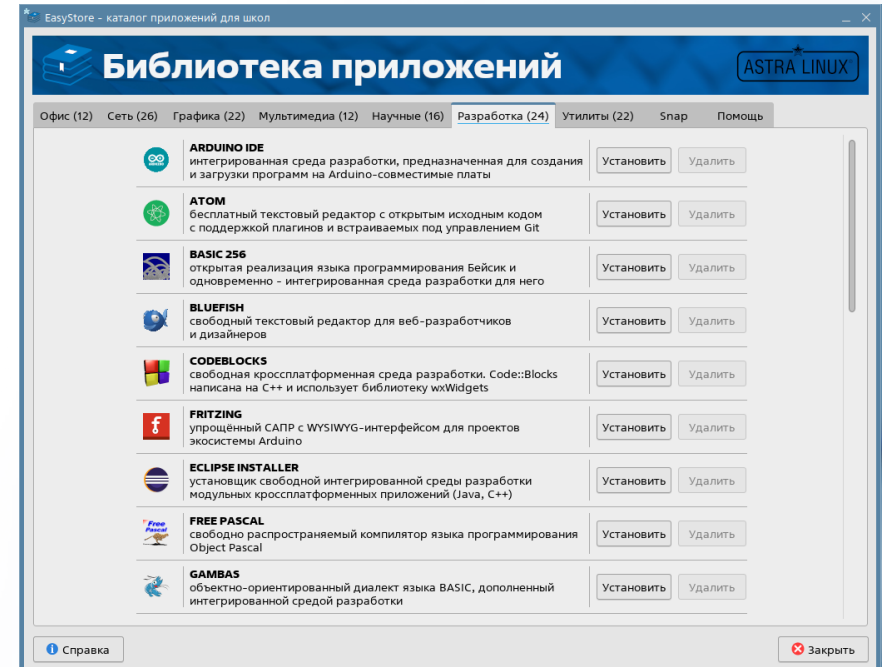 EasyStore - каталог приложений для школ
Библиотека приложений
ASTRA LINUX®
Офис (12) Сеть (26) Графика (22) Мультимедиа (12) Научные (16) Разработка (24) Утилиты (22) Snap Помощь
ARDUINO IDE
интегрированная среда разработки, предназначенная для создания
и загрузки программ на Arduino-совместимые платы
Установить Удалить
ATOM
бесплатный текстовый редактор с открытым исходным кодом
с поддержкой плагинов и встраиваемых под управлением Git
Установить Удалить
BASIC 256
открытая реализация языка программирования Бейсик и
одновременно - интегрированная среда разработки для него
Установить Удалить
BLUEFISH
свободный текстовый редактор для веб-разработчиков
и дизайнеров
Установить Удалить
CODEBLOCKS
свободная кроссплатформенная среда разработки. Code::Blocks
написана на C++ и использует библиотеку wxWidgets
Установить Удалить
f
FRITZING
упрощённый САПР с WYSIWYG-интерфейсом для проектов
экосистемы Arduino
Установить Удалить
ECLIPSE INSTALLER
установщик свободной интегрированной среды разработки
модульных кроссплатформенных приложений (Java, C++)
Установить Удалить
Free
Pascal
FREE PASCAL
свободно распространяемый компилятор языка программирования
Object Pascal
Установить Удалить
GAMBAS
объектно-ориентированный диалект языка BASIC, дополненный
интегрированной средой разработки
Установить Удалить
Справка
Закрыть